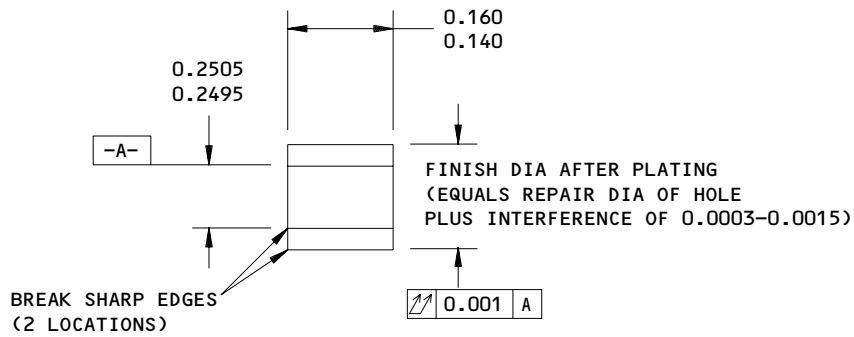 0.160
0.140
0.2505
0.2495
-A-
FINISH DIA AFTER PLATING
(EQUALS REPAIR DIA OF HOLE
PLUS INTERFERENCE OF 0.0003-0.0015)
BREAK SHARP EDGES
(2 LOCATIONS)
0.001 A